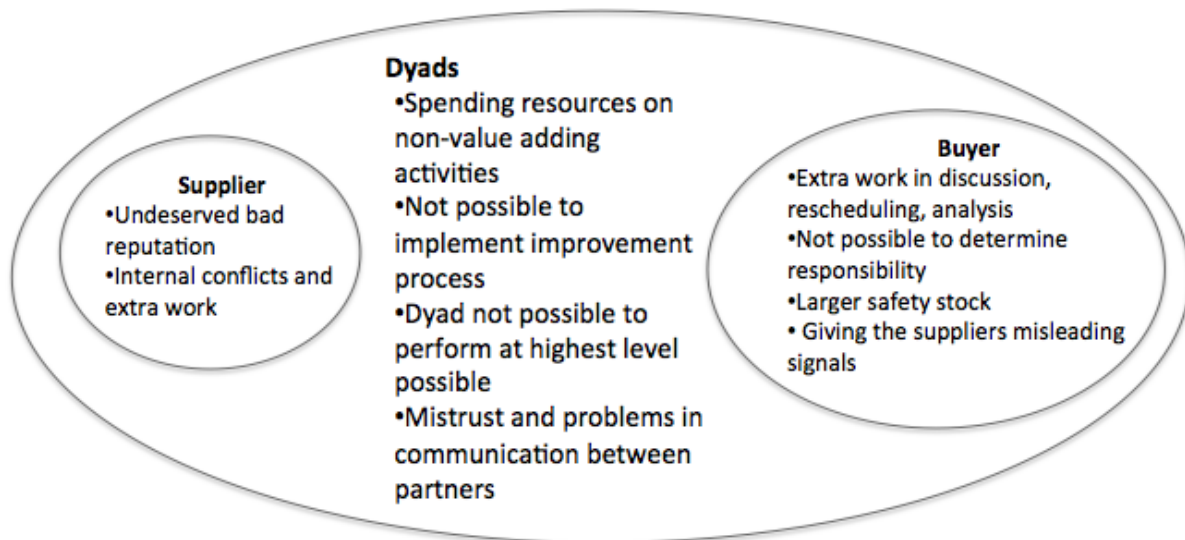 Dyads
•Spending resources on
non-value adding
activities
•Not possible to
implement improvement
process
•Dyad not possible to
perform at highest level
possible
•Mistrust and problems in
communication between
partners
Supplier
•Undeserved bad
reputation
•Internal conflicts and
extra work
Buyer
•Extra work in discussion,
rescheduling, analysis
•Not possible to determine
responsibility
•Larger safety stock
• Giving the suppliers misleading
signals